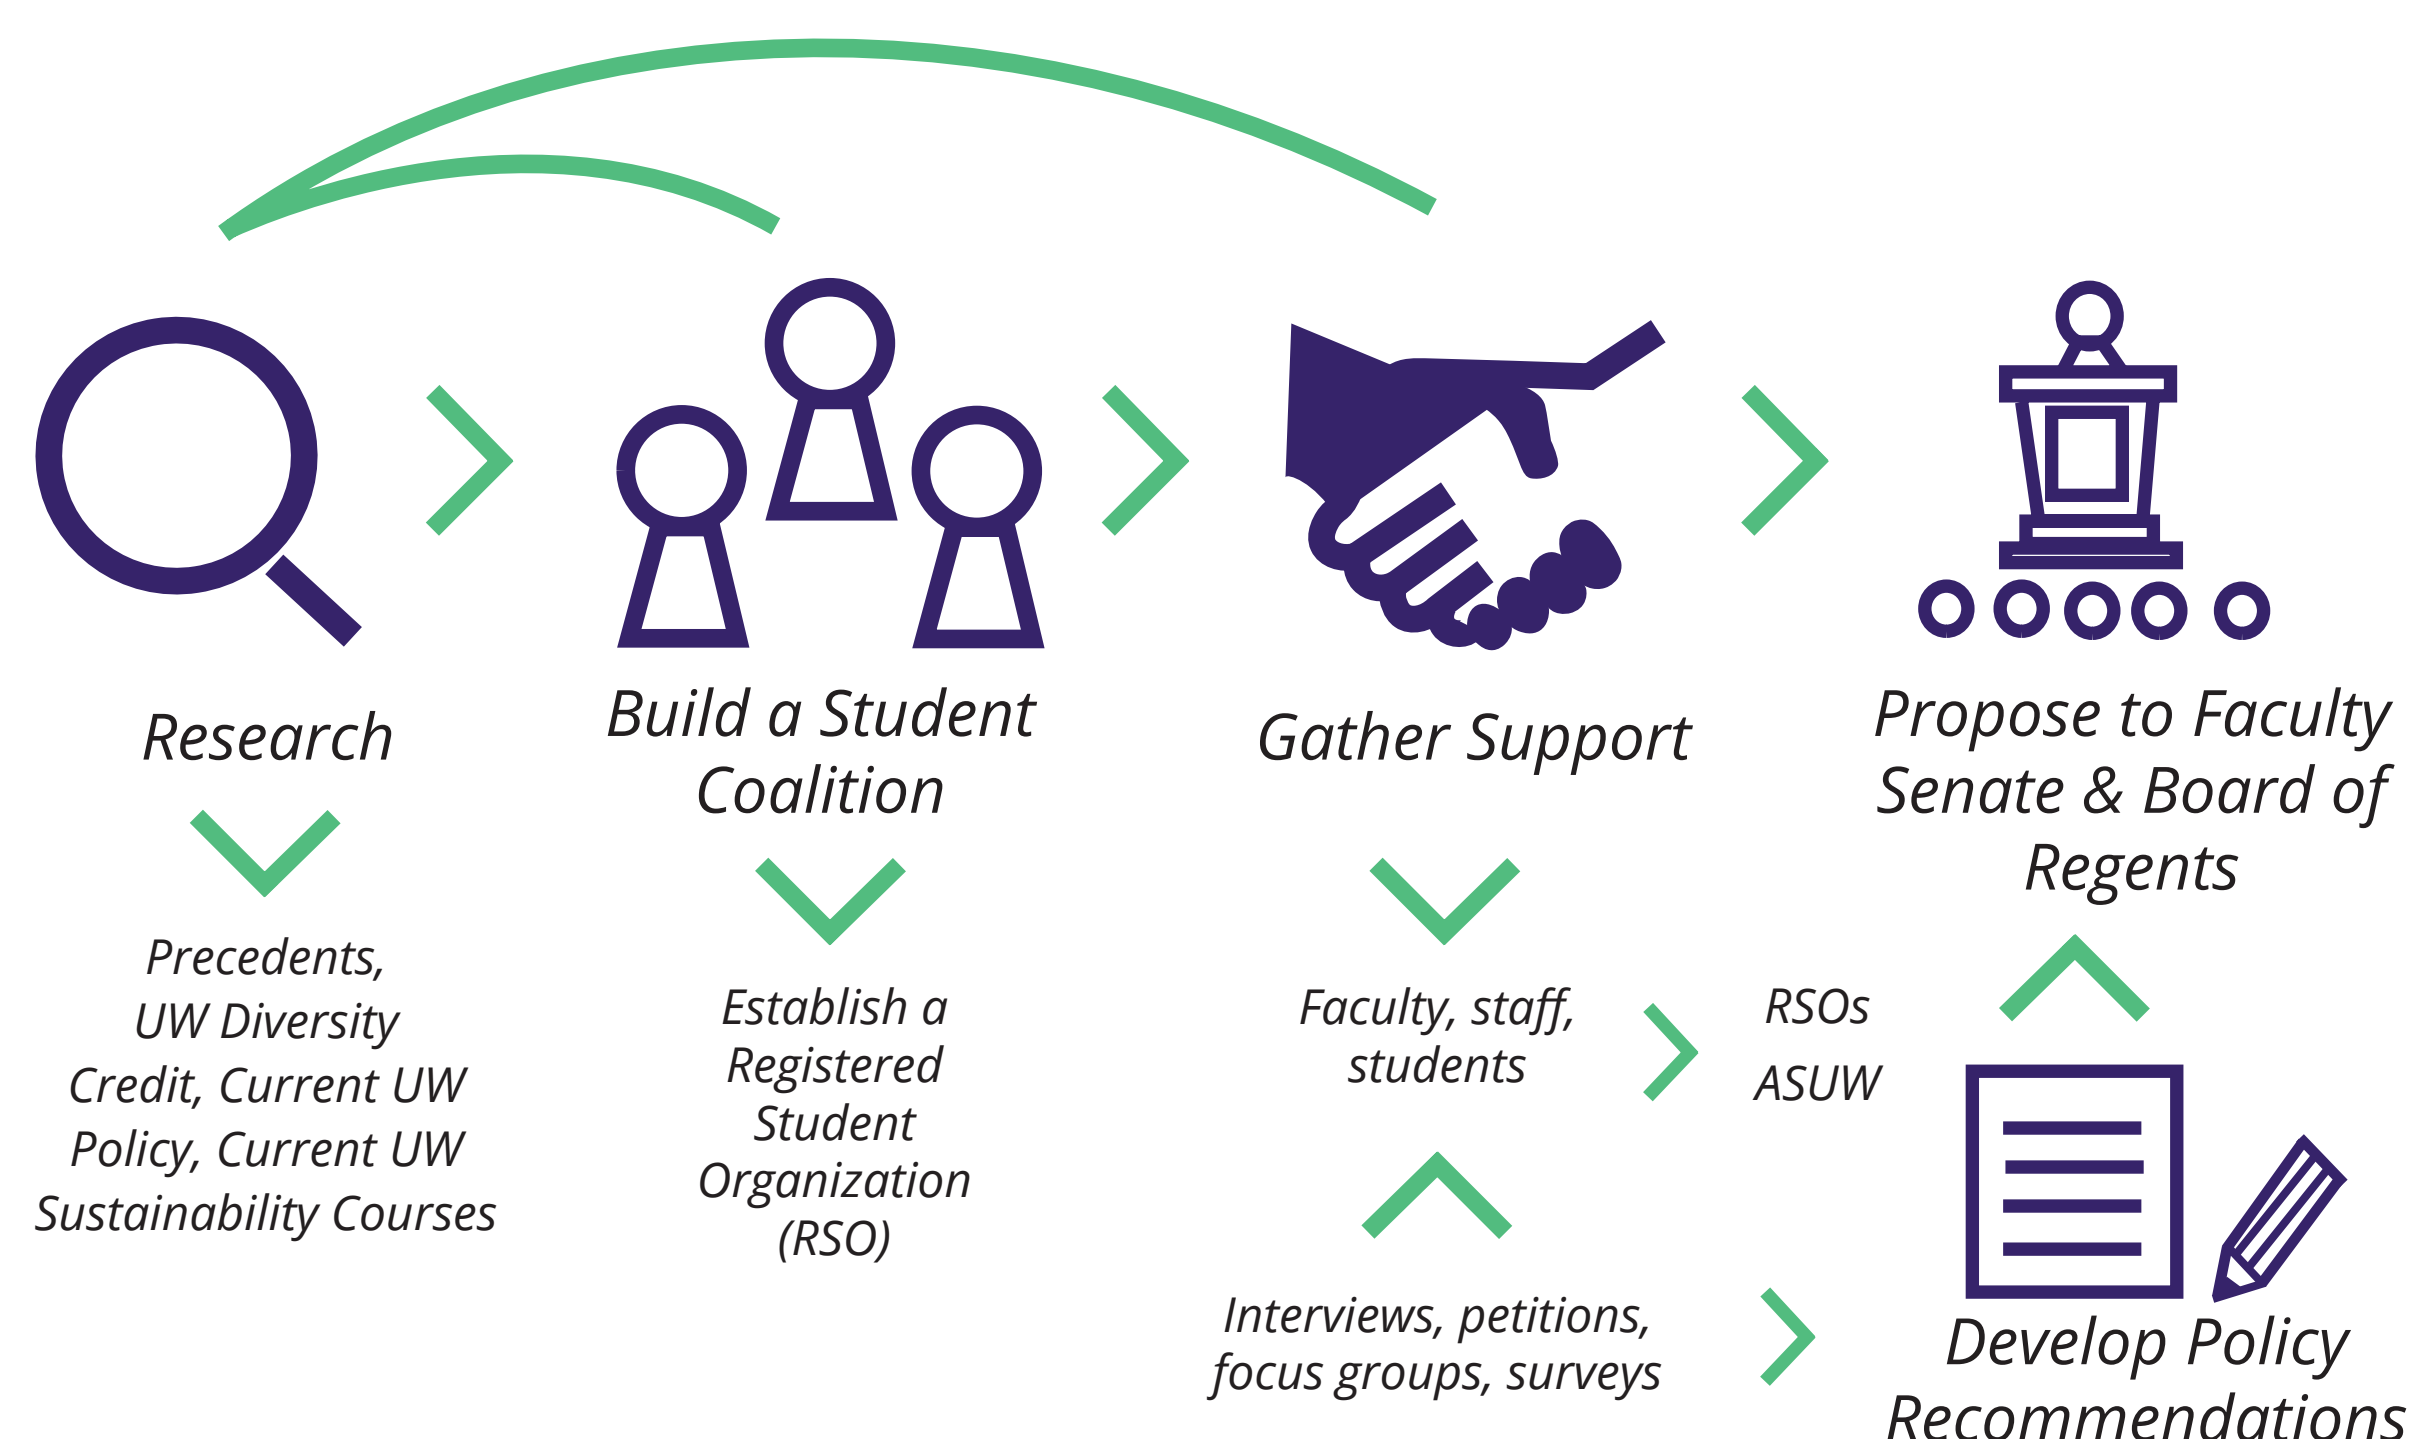 Research
Build a Student
Coalition
Gather Support
Propose to Faculty
Senate & Board of
Regents
Precedents,
UW Diversity
Credit, Current UW
Policy, Current UW
Sustainability Courses
Establish a
Registered
Student
Organization
(RSO)
Faculty, staff,
students
RSOs
ASUW
Interviews, petitions,
focus groups, surveys
Develop Policy
Recommendations